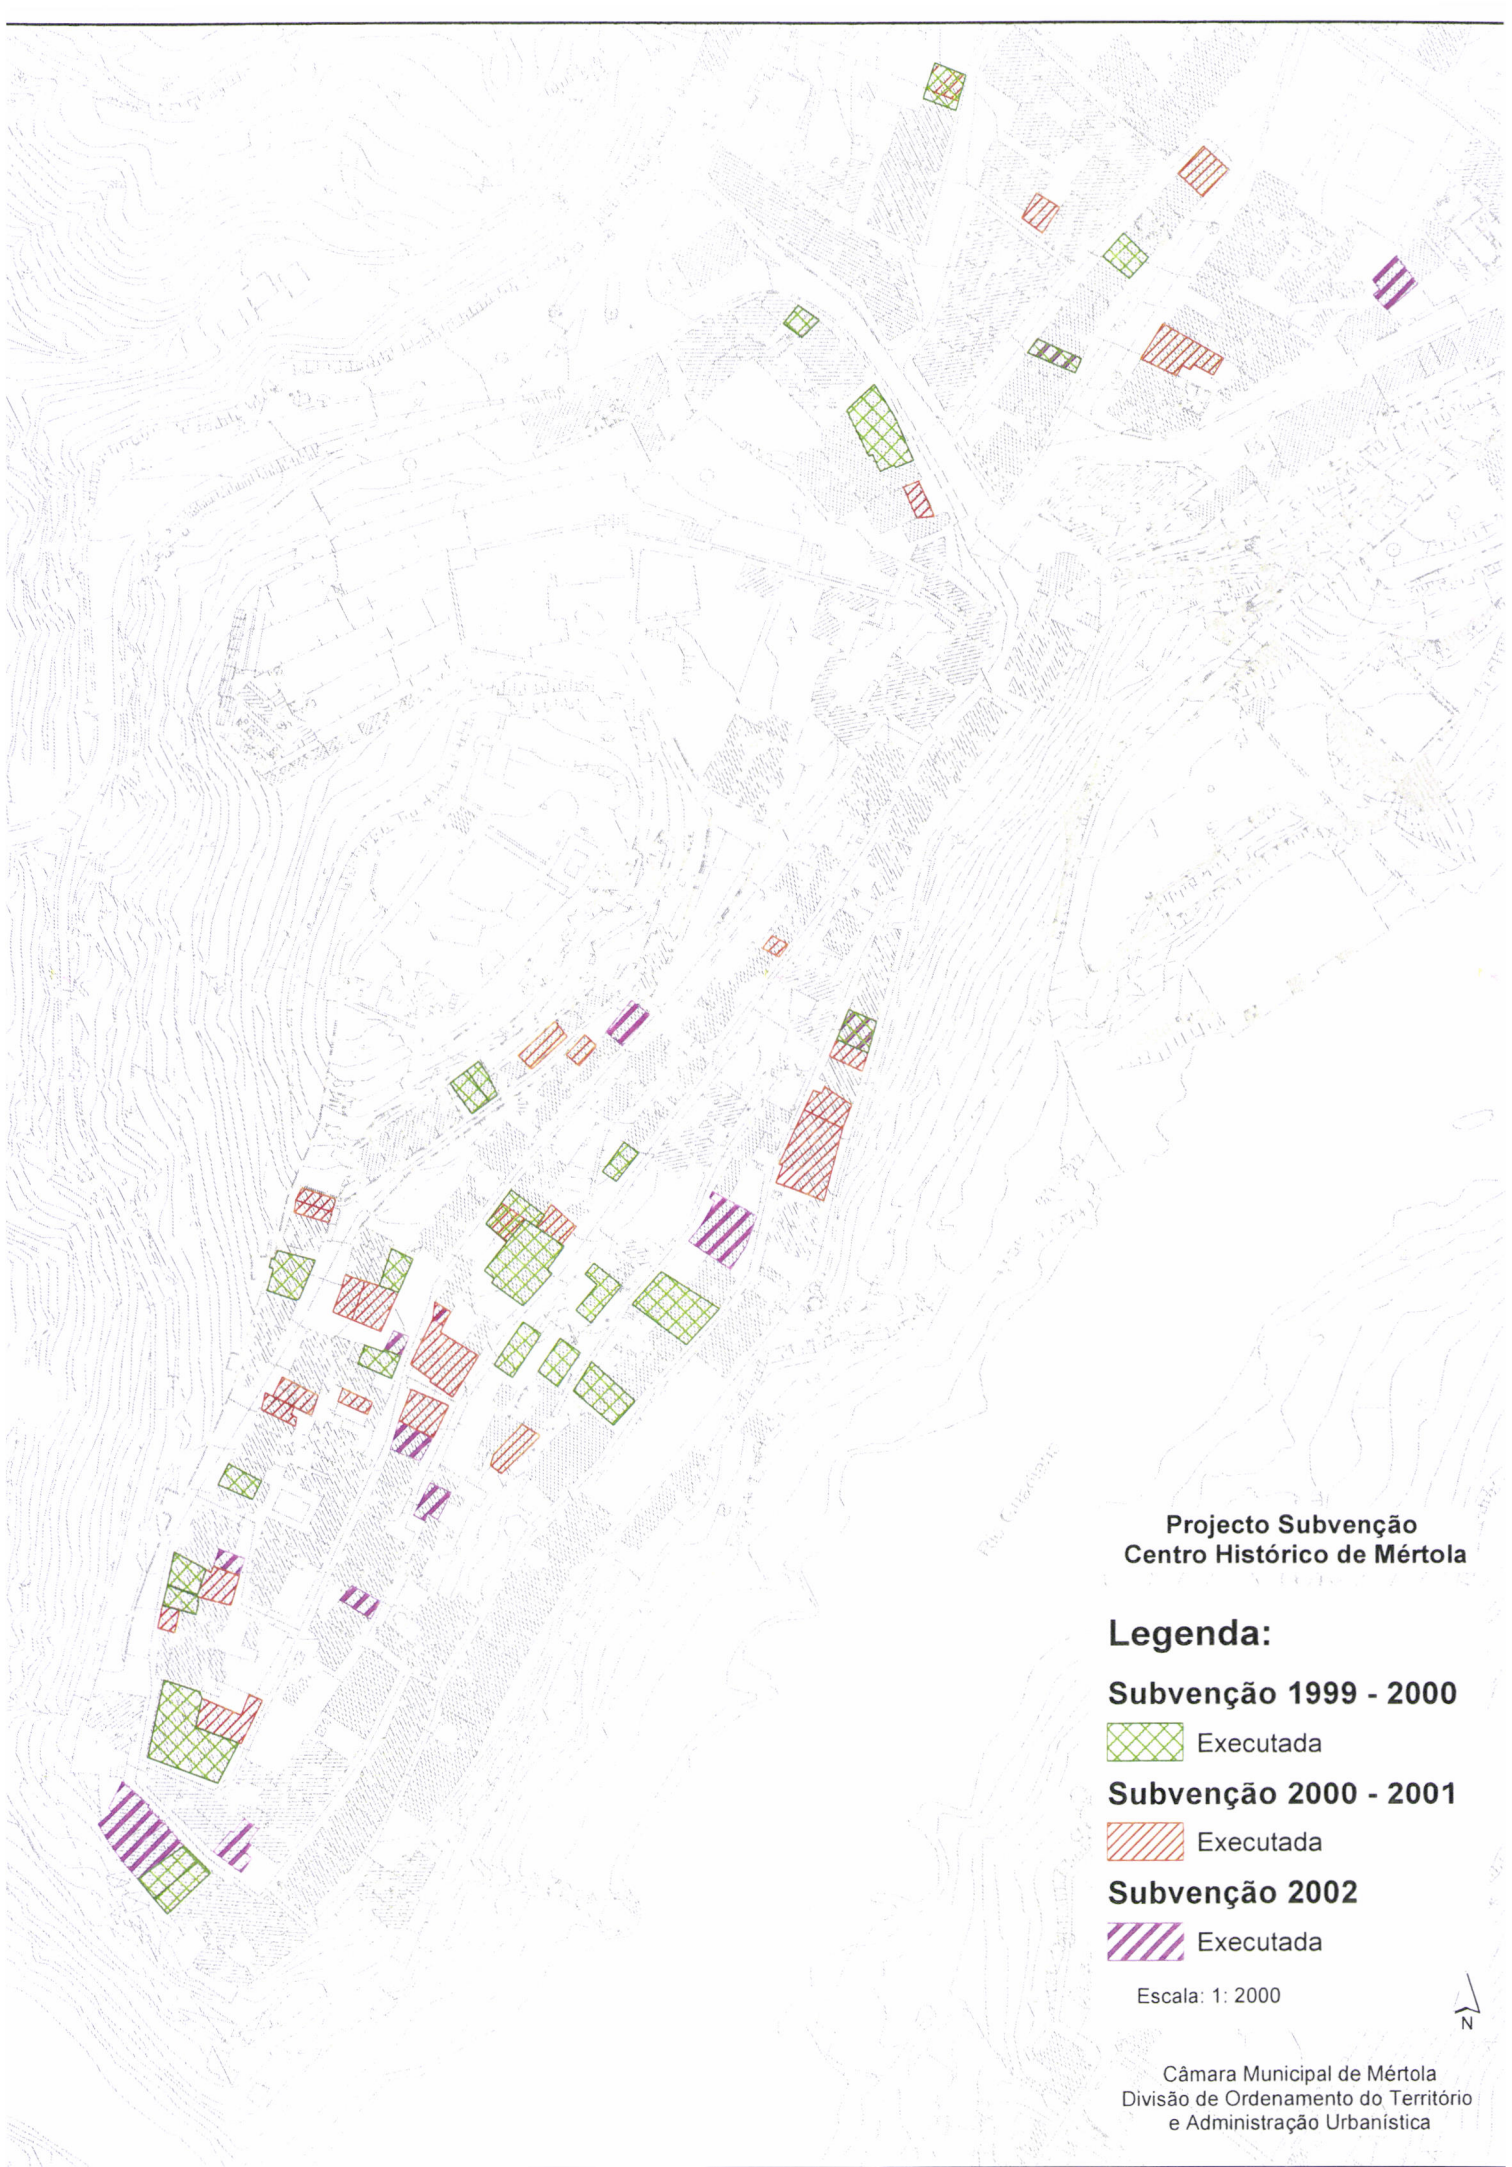 Projecto Subvenção
Centro Histórico de Mértola
Legenda:
Subvenção 1999 - 2000
Executada
Subvenção 2000 - 2001
Executada
Subvenção 2002
Executada
Escala: 1: 2000
N
Câmara Municipal de Mértola
Divisão de Ordenamento do Território
e Administração Urbanística